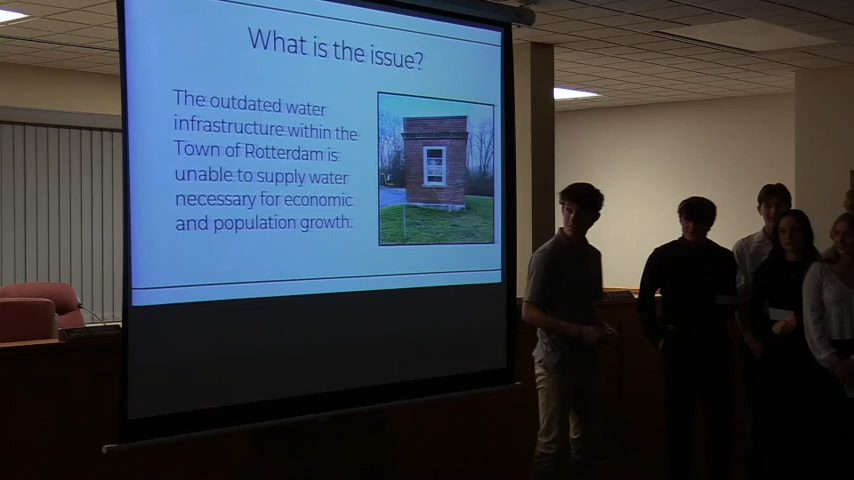 What is the issue?
The outdated water
infrastructure within the
Town of Rotterdam is
unable to supply water
necessary for economic
and population growth.